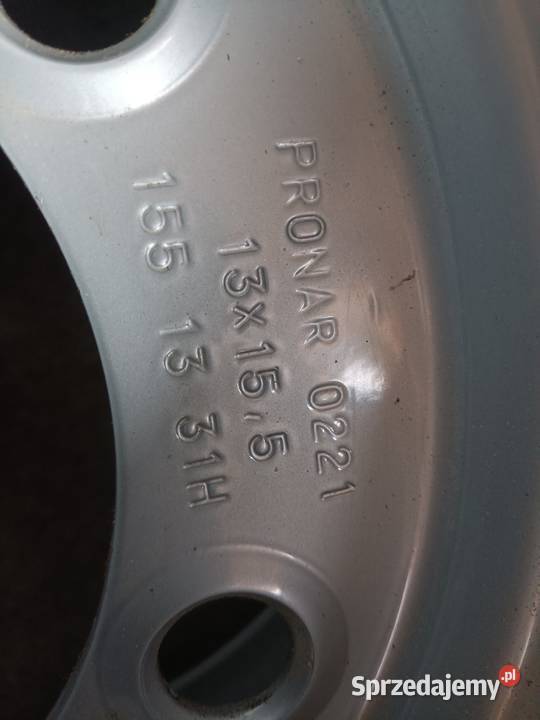 PRONAR 0221
13x15,5
155 13 31H
Sprzedajemy.pl